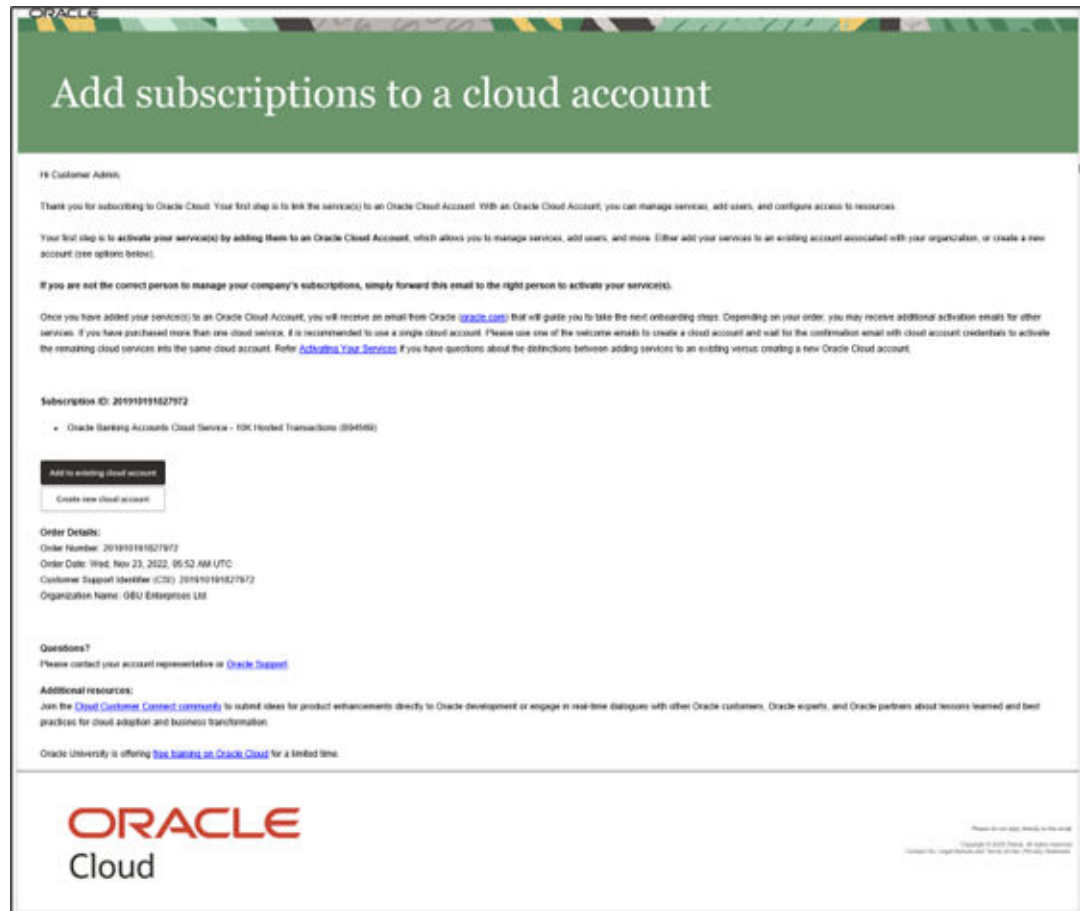 ORACLE
Add subscriptions to a cloud account
Hi Customer Admin,
Thank you for subscribing to Oracle Cloud. Your first step is to link the service(s) to an Oracle Cloud Account. With an Oracle Cloud Account, you can manage services, add users, and configure access to resources.
Your first step is to activate your service(s) by adding them to an Oracle Cloud Account, which allows you to manage services, add users, and more. Either add your services to an existing account associated with your organization, or create a new
account (see options below).
If you are not the correct person to manage your company's subscriptions, simply forward this email to the right person to activate your service(s).
Once you have added your service(s) to an Oracle Cloud Account, you will receive an email from Oracle (oracle.com) that will guide you to take the next onboarding steps. Depending on your order, you may receive additional activation emails for other
services. If you have purchased more than one cloud service, it is recommended to use a single cloud account. Please use one of the welcome emails to create a cloud account and wait for the confirmation email with cloud account credentials to activate
the remaining cloud services into the same cloud account. Refer Activating Your Services if you have questions about the distinctions between adding services to an existing versus creating a new Oracle Cloud account.
Subscription ID: 201910191827972
• Oracle Banking Accounts Cloud Service - 10K Hosted Transactions (B94569)
Add to existing cloud account
Create new cloud account
Order Details:
Order Number: 201910191827972
Order Date: Wed, Nov 23, 2022, 05:52 AM UTC
Customer Support Identifier (CSI): 201910191827972
Organization Name: GBU Enterprises Ltd
Questions?
Please contact your account representative or Oracle Support.
Additional resources:
Join the Cloud Customer Connect community to submit ideas for product enhancements directly to Oracle development or engage in real-time dialogues with other Oracle customers, Oracle experts, and Oracle partners about lessons learned and best
practices for cloud adoption and business transformation.
Oracle University is offering free training on Oracle Cloud for a limited time.
ORACLE
Cloud
Please do not reply directly to this email